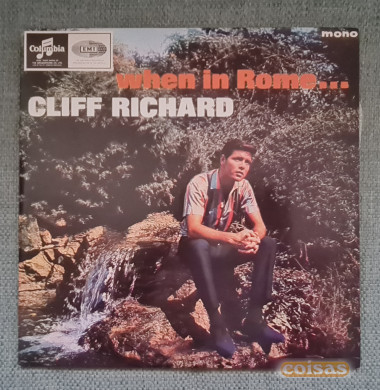 Columbia
EMI
mono
when in Rome...
CLIFF RICHARD
coisas